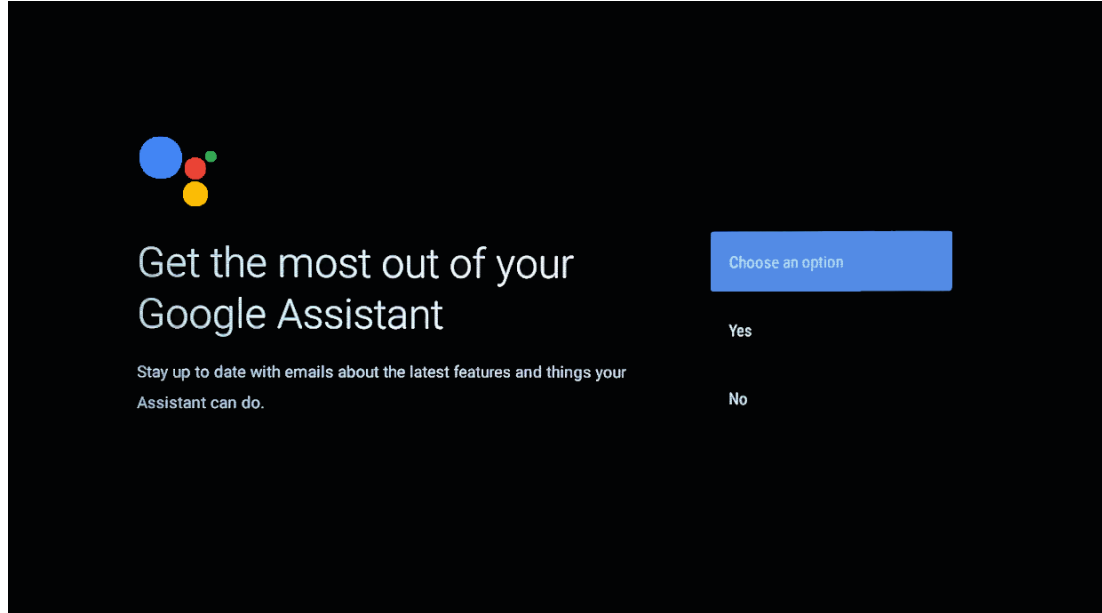 Get the most out of your
Google Assistant
Stay up to date with emails about the latest features and things your
Assistant can do.
Choose an option
Yes
No